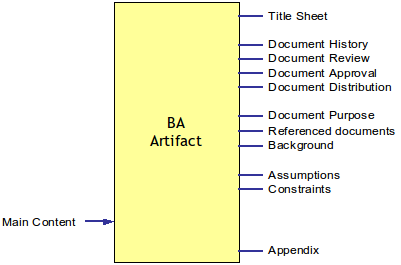 Title Sheet
Document History
Document Review
Document Approval
Document Distribution
BA
Artifact
Document Purpose
Referenced documents
Background
Assumptions
Constraints
Main Content
Appendix